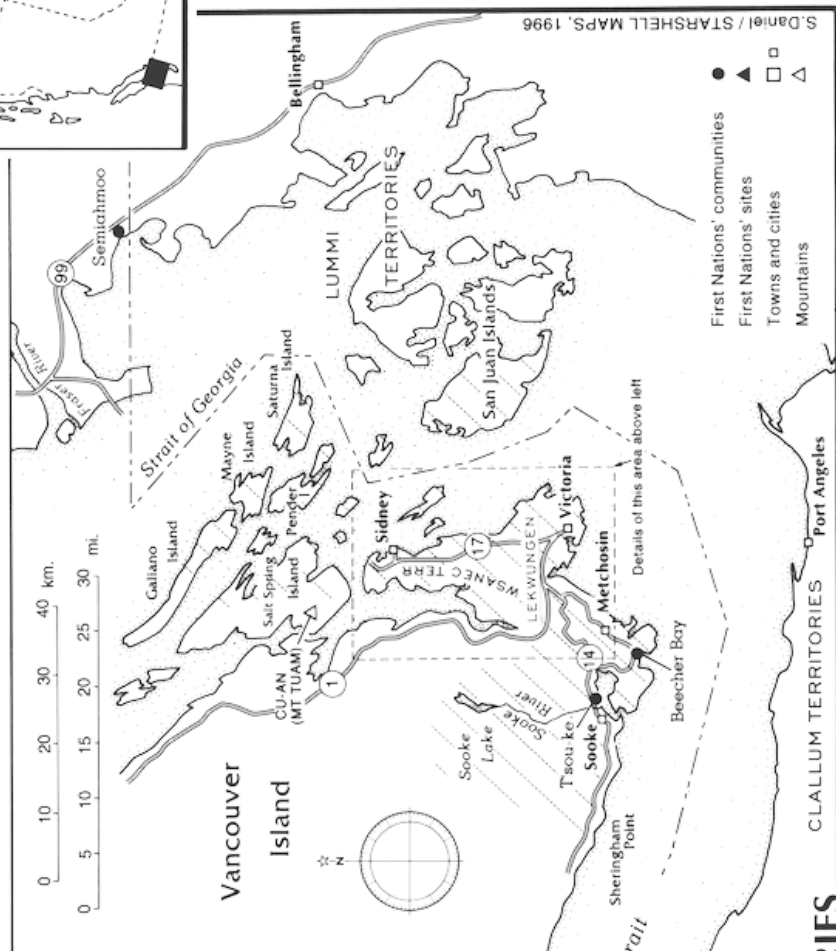 S.Daniel / STARSHELL MAPS, 1996
Bellingham
Semiahmoo
99
Fraser
River
Strait of Georgia
LUMMI
TERRITORIES
Saturna
Island
Mayne
Island
Pender
I
Galiano
Island
Salt Spring
Island
CU-AN
(MT TUAM)
San Juan Islands
Sidney
17
WSANEC TERR
LEKWUNGEN
Victoria
Details of this area above left
Metchosin
14
1
Beecher Bay
Sooke
River
Sooke
Lake
T'sou-ke
Sooke
Sheringham
Point
Vancouver
Island
N
km.
0 10 20 30 40
0 5 10 15 20 25 30
mi.
Port Angeles
CLALLUM TERRITORIES
First Nations' communities
First Nations' sites
Towns and cities
Mountains